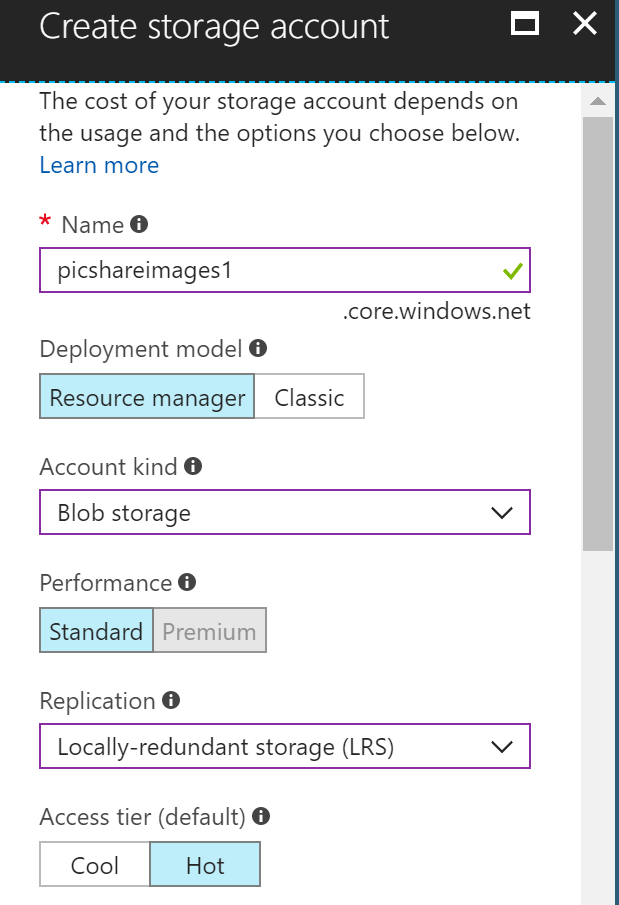 Create storage account
The cost of your storage account depends on
the usage and the options you choose below.
Learn more
* Name
picshareimages1
.core.windows.net
Deployment model
Resource manager Classic
Account kind
Blob storage
Performance
Standard Premium
Replication
Locally-redundant storage (LRS)
Access tier (default)
Cool Hot